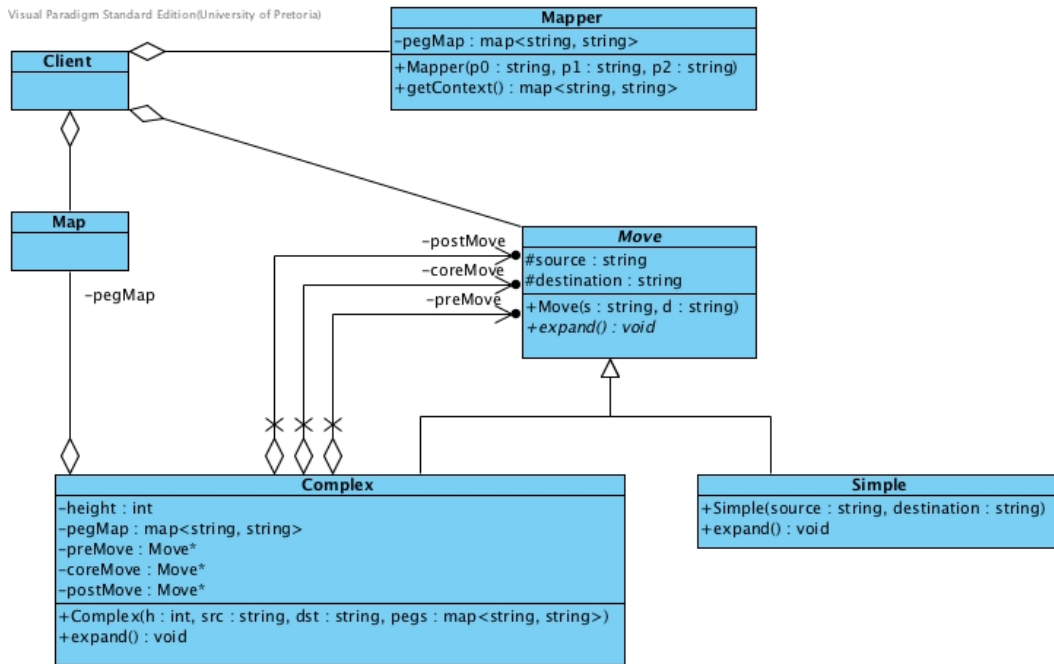 Visual Paradigm Standard Edition(University of Pretoria)
Mapper
-pegMap : map<string, string>
+Mapper(p0 : string, p1 : string, p2 : string)
+getContext() : map<string, string>
Client
Map
-pegMap
-postMove
-coreMove
-preMove
Move
#source : string
#destination : string
+Move(s : string, d : string)
+expand() : void
Complex
-height : int
-pegMap : map<string, string>
-preMove : Move*
-coreMove : Move*
-postMove : Move*
+Complex(h : int, src : string, dst : string, pegs : map<string, string>)
+expand() : void
Simple
+Simple(source : string, destination : string)
+expand() : void